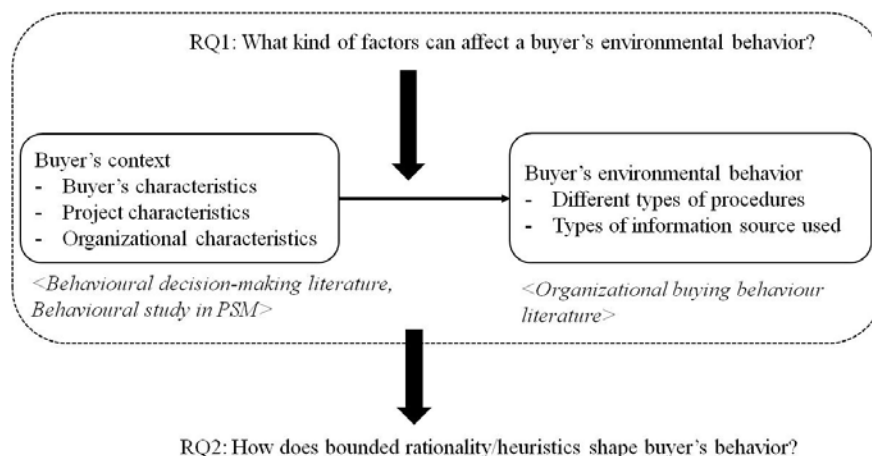 RQ1: What kind of factors can affect a buyer's environmental behavior?
Buyer's context
- Buyer's characteristics
- Project characteristics
- Organizational characteristics
<Behavioural decision-making literature,
Behavioural study in PSM>
Buyer's environmental behavior
- Different types of procedures
- Types of information source used
<Organizational buying behaviour
literature>
RQ2: How does bounded rationality/heuristics shape buyer's behavior?